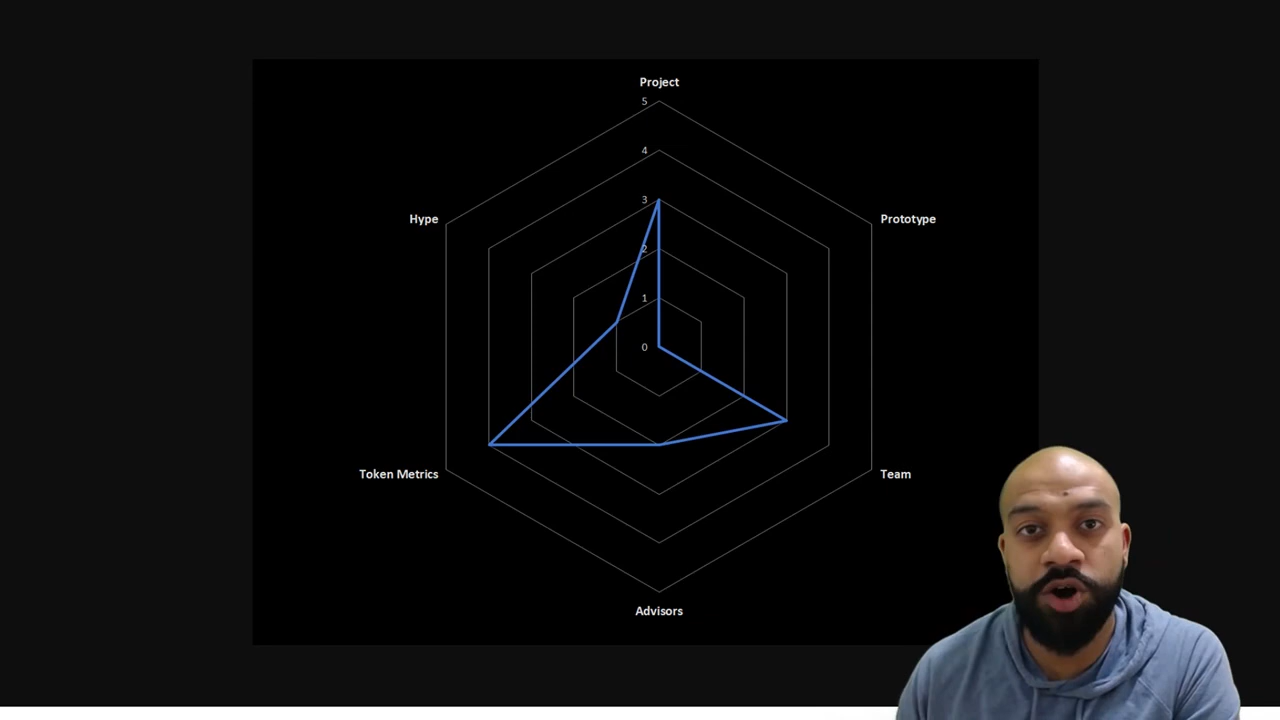 Project
5
4
Hype
Prototype
3
2
1
0
Token Metrics
Team
Advisors